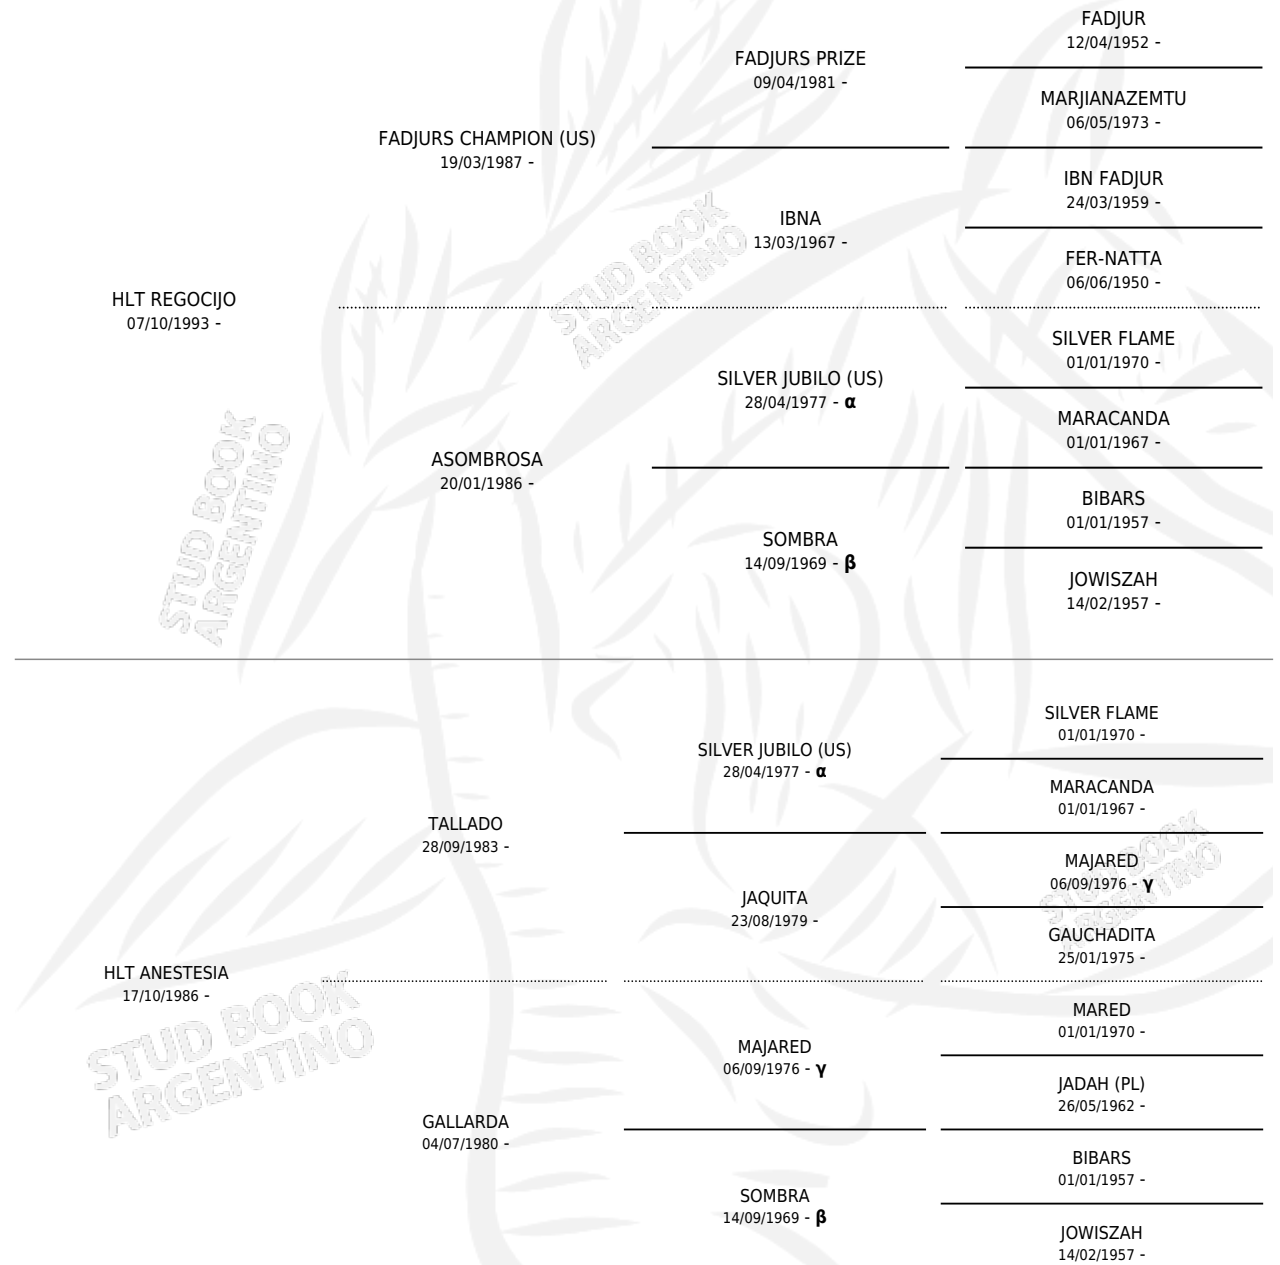 FADJUR
12/04/1952 -
FADJURS PRIZE
09/04/1981 -
MARJIANAZEMTU
06/05/1973 -
FADJURS CHAMPION (US)
19/03/1987 -
IBN FADJUR
24/03/1959 -
IBNA
13/03/1967 -
FER-NATTA
06/06/1950 -
HLT REGOCIJO
07/10/1993 -
SILVER FLAME
01/01/1970 -
SILVER JUBILO (US)
28/04/1977 - α
MARACANDA
01/01/1967 -
ASOMBROSA
20/01/1986 -
BIBARS
01/01/1957 -
SOMBRA
14/09/1969 - β
JOWISZAH
14/02/1957 -
SILVER FLAME
01/01/1970 -
SILVER JUBILO (US)
28/04/1977 - α
MARACANDA
01/01/1967 -
TALLADO
28/09/1983 -
MAJARED
06/09/1976 - γ
JAQUITA
23/08/1979 -
GAUCHADITA
25/01/1975 -
HLT ANESTESIA
17/10/1986 -
MARED
01/01/1970 -
MAJARED
06/09/1976 - γ
JADAH (PL)
26/05/1962 -
GALLARDA
04/07/1980 -
BIBARS
01/01/1957 -
SOMBRA
14/09/1969 - β
JOWISZAH
14/02/1957 -
STUD BOOK
ARGENTINO
STUD BOOK
ARGENTINO
STUD BOOK
ARGENTINO
STUD BOOK
ARGENTINO